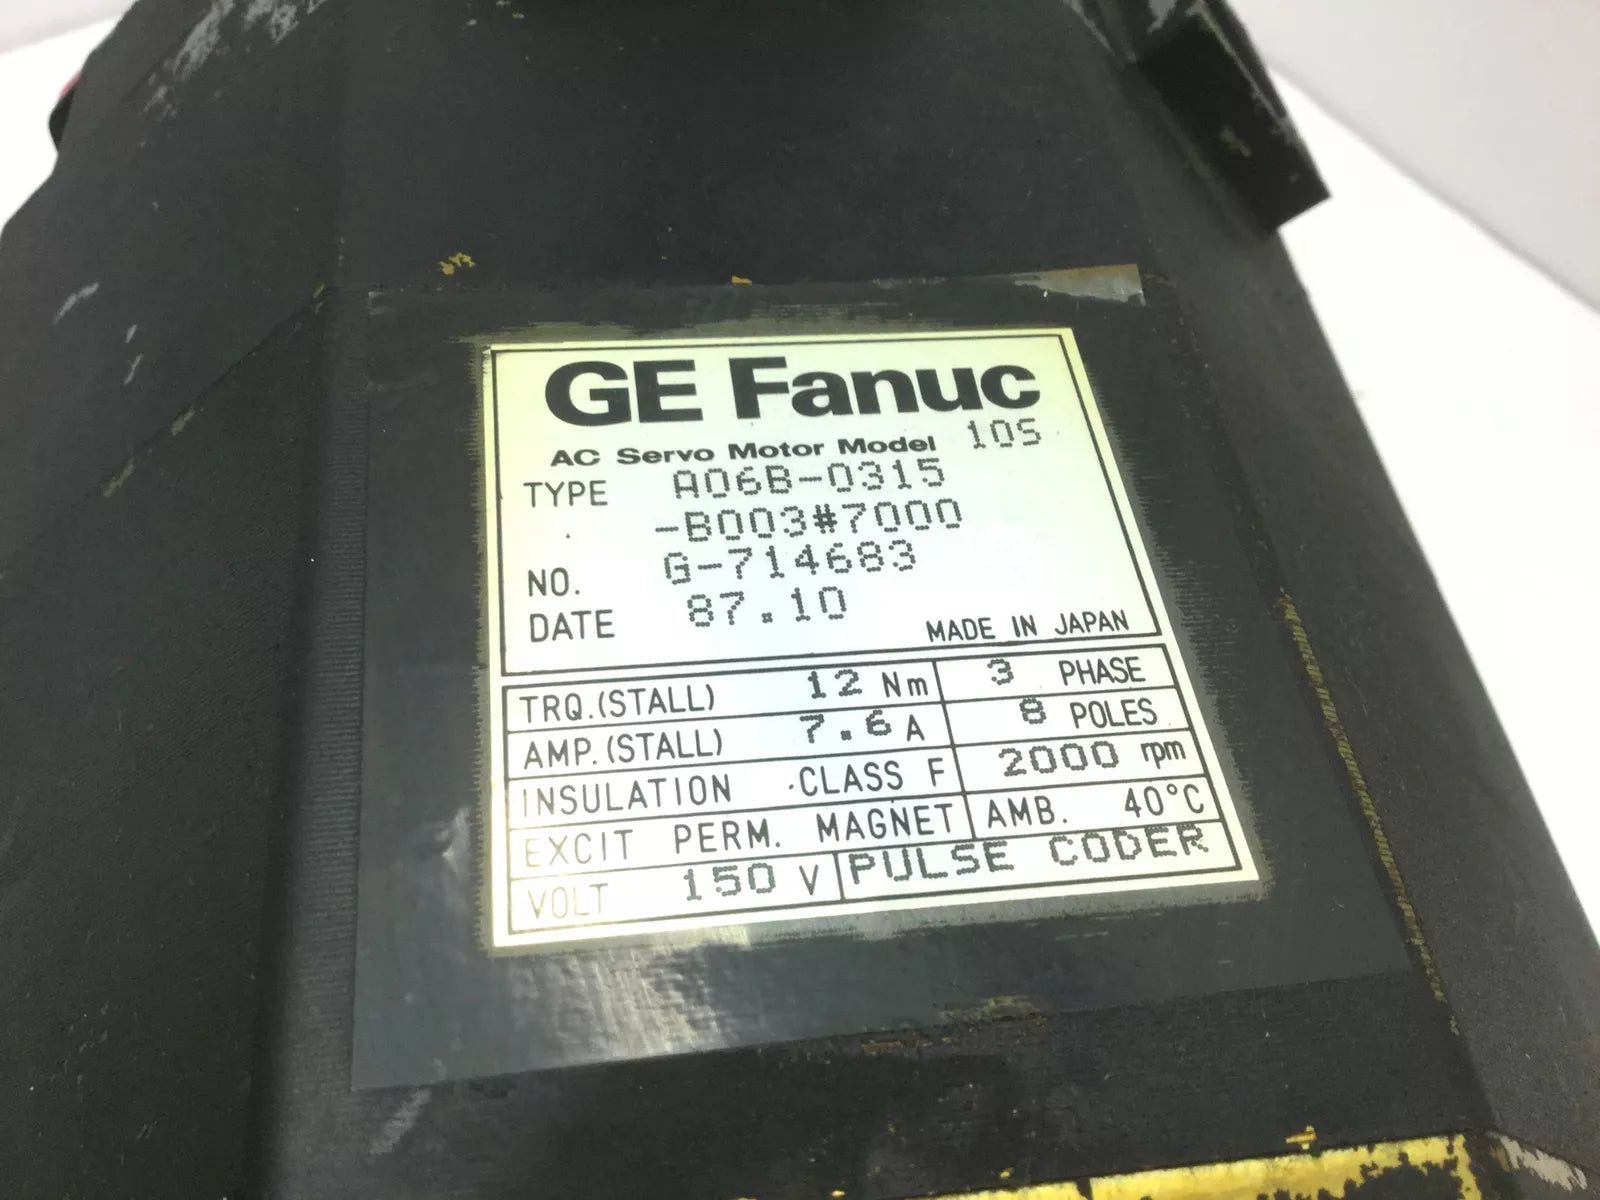 GE Fanuc
AC Servo Motor Model 10S
TYPE A06B-0315
-B003#7000
NO. G-714683
DATE 87.10
MADE IN JAPAN
TRQ.(STALL) 12 Nm 3 PHASE
AMP.(STALL) 7.6 A 8 POLES
INSULATION CLASS F 2000 rpm
EXCIT PERM. MAGNET AMB. 40°C
VOLT 150 V PULSE CODER